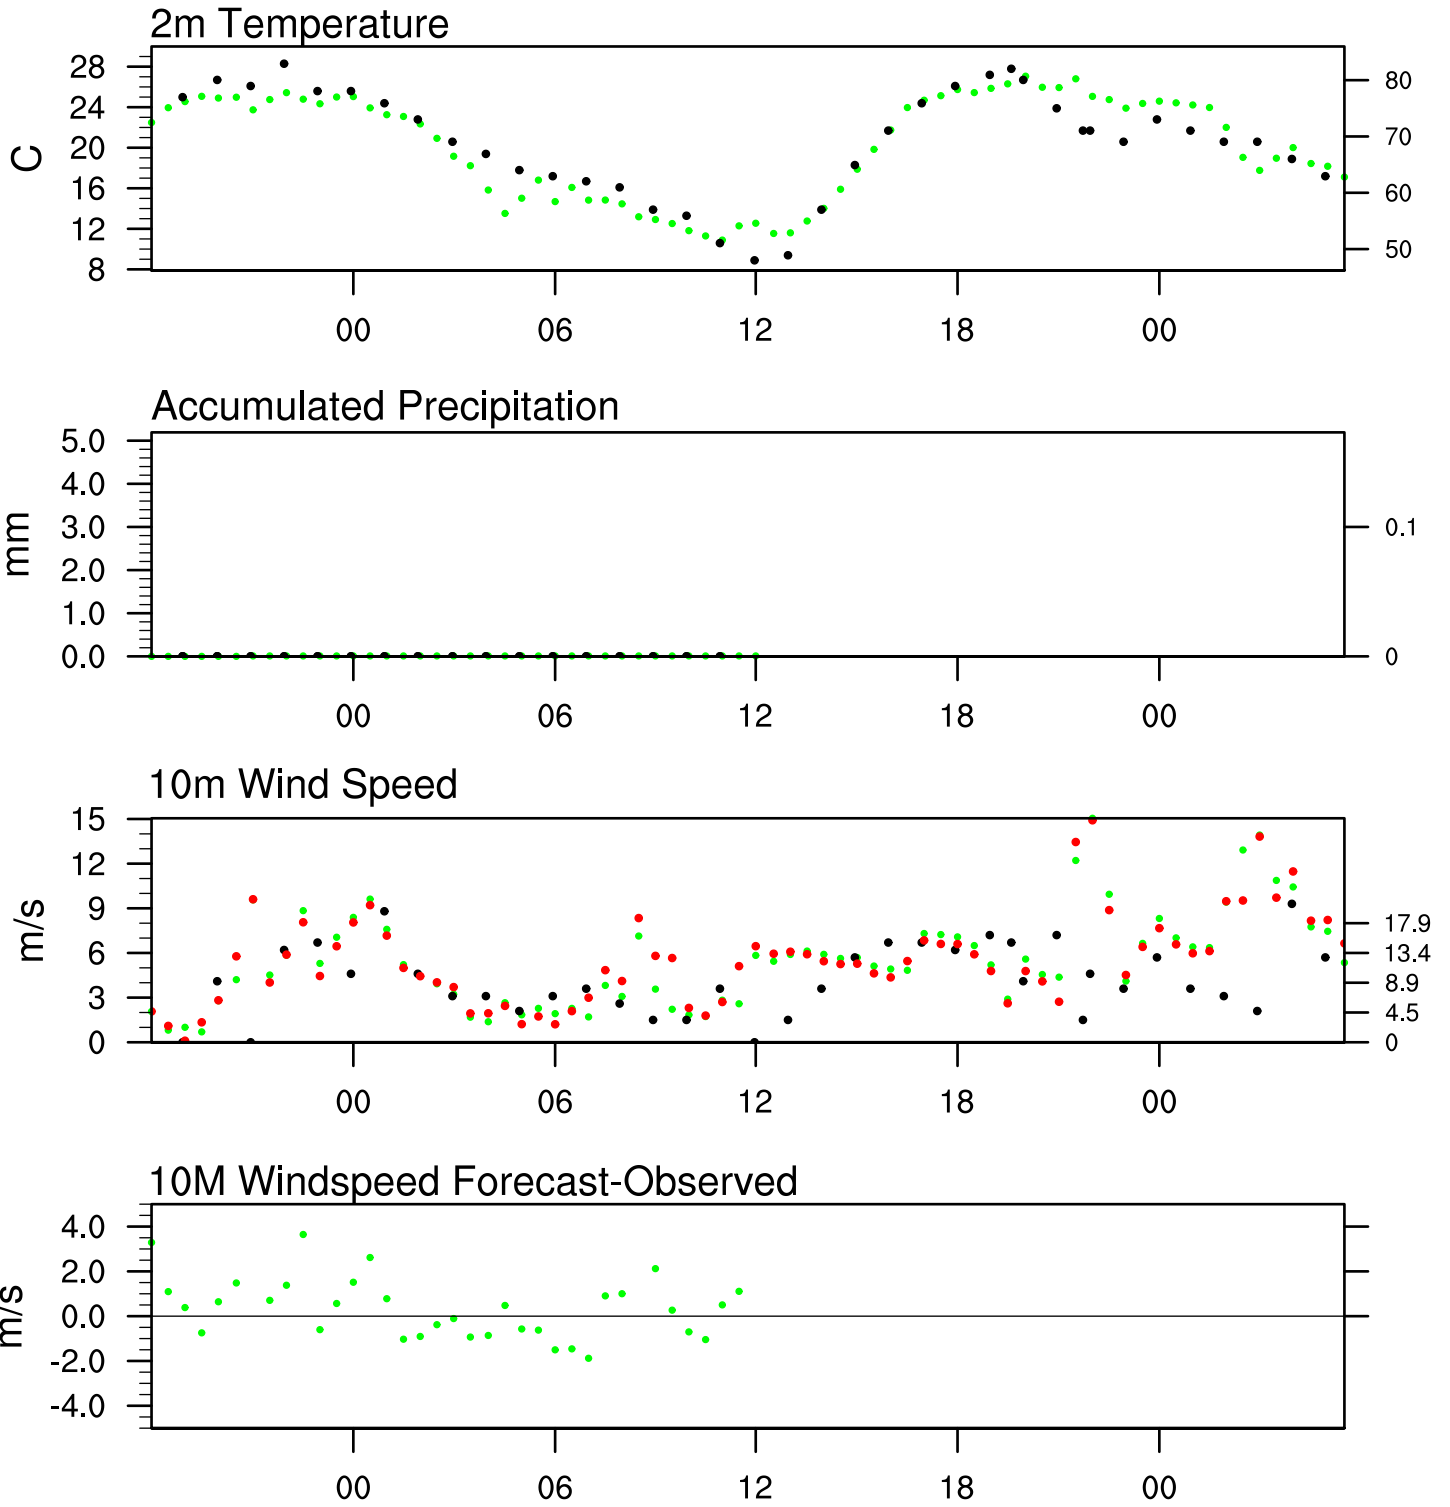 2m Temperature
28
24
20
16
12
8
C
80
70
60
50
00 06 12 18 00
Accumulated Precipitation
5.0
4.0
3.0
2.0
1.0
0.0
mm
0.1
0
00 06 12 18 00
10m Wind Speed
15
12
9
6
3
0
m/s
17.9
13.4
8.9
4.5
0
00 06 12 18 00
10M Windspeed Forecast-Observed
4.0
2.0
0.0
-2.0
-4.0
m/s
00 06 12 18 00